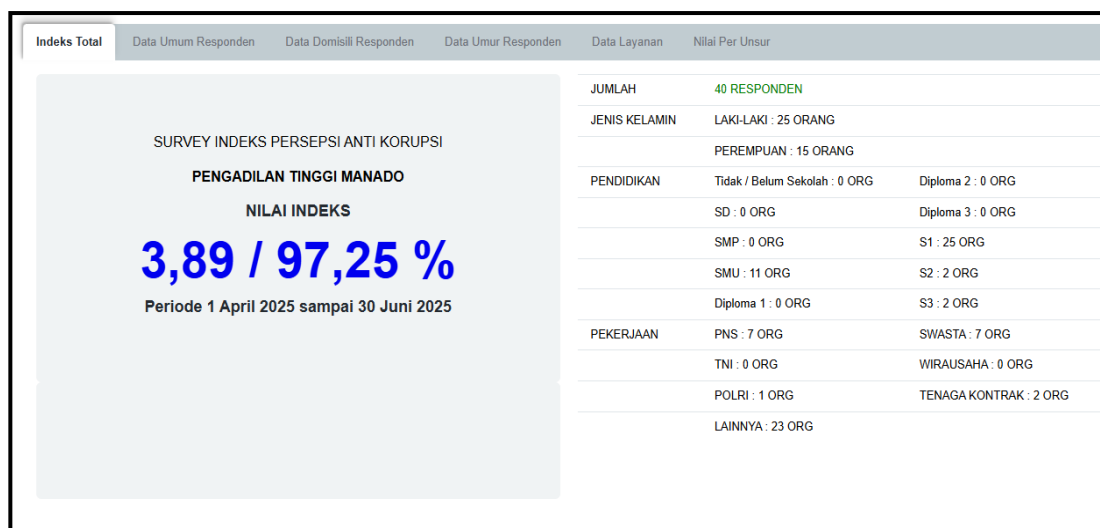 Indeks Total Data Umum Responden Data Domisili Responden Data Umur Responden Data Layanan Nilai Per Unsur
SURVEY INDEKS PERSEPSI ANTI KORUPSI
PENGADILAN TINGGI MANADO
NILAI INDEKS
3,89 / 97,25 %
Periode 1 April 2025 sampai 30 Juni 2025
JUMLAH 40 RESPONDEN
JENIS KELAMIN LAKI-LAKI : 25 ORANG
PEREMPUAN : 15 ORANG
PENDIDIKAN Tidak / Belum Sekolah : 0 ORG Diploma 2 : 0 ORG
SD : 0 ORG Diploma 3 : 0 ORG
SMP : 0 ORG S1 : 25 ORG
SMU : 11 ORG S2 : 2 ORG
Diploma 1 : 0 ORG S3 : 2 ORG
PEKERJAAN PNS : 7 ORG SWASTA : 7 ORG
TNI : 0 ORG WIRAUSAHA : 0 ORG
POLRI : 1 ORG TENAGA KONTRAK : 2 ORG
LAINNYA : 23 ORG